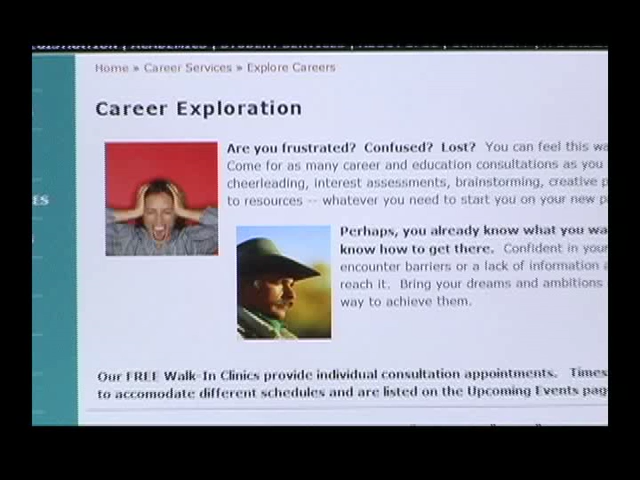 Home » Career Services » Explore Careers
Career Exploration
Are you frustrated? Confused? Lost? You can feel this
Come for as many career and education consultations as you
cheerleading, interest assessments, brainstorming, creative
to resources -- whatever you need to start you on your new
Perhaps, you already know what you
know how to get there. Confident in your
encounter barriers or a lack of information
reach it. Bring your dreams and ambitions
way to achieve them.
Our FREE Walk-In Clinics provide individual consultation appointments. Times
to accomodate different schedules and are listed on the Upcoming Events